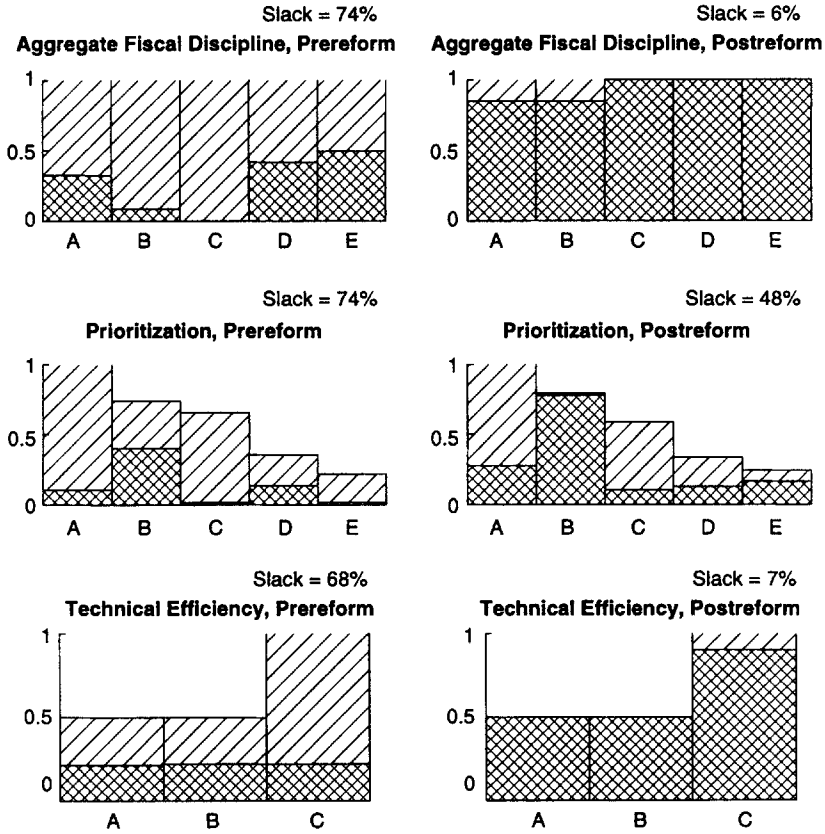 Slack = 74%
Aggregate Fiscal Discipline, Prereform
1
0.5
0
A B C D E
Slack = 6%
Aggregate Fiscal Discipline, Postreform
1
0.5
0
A B C D E
Slack = 74%
Prioritization, Prereform
1
0.5
0
A B C D E
Slack = 48%
Prioritization, Postreform
1
0.5
0
A B C D E
Slack = 68%
Technical Efficiency, Prereform
1
0.5
0
A B C
Slack = 7%
Technical Efficiency, Postreform
1
0.5
0
A B C